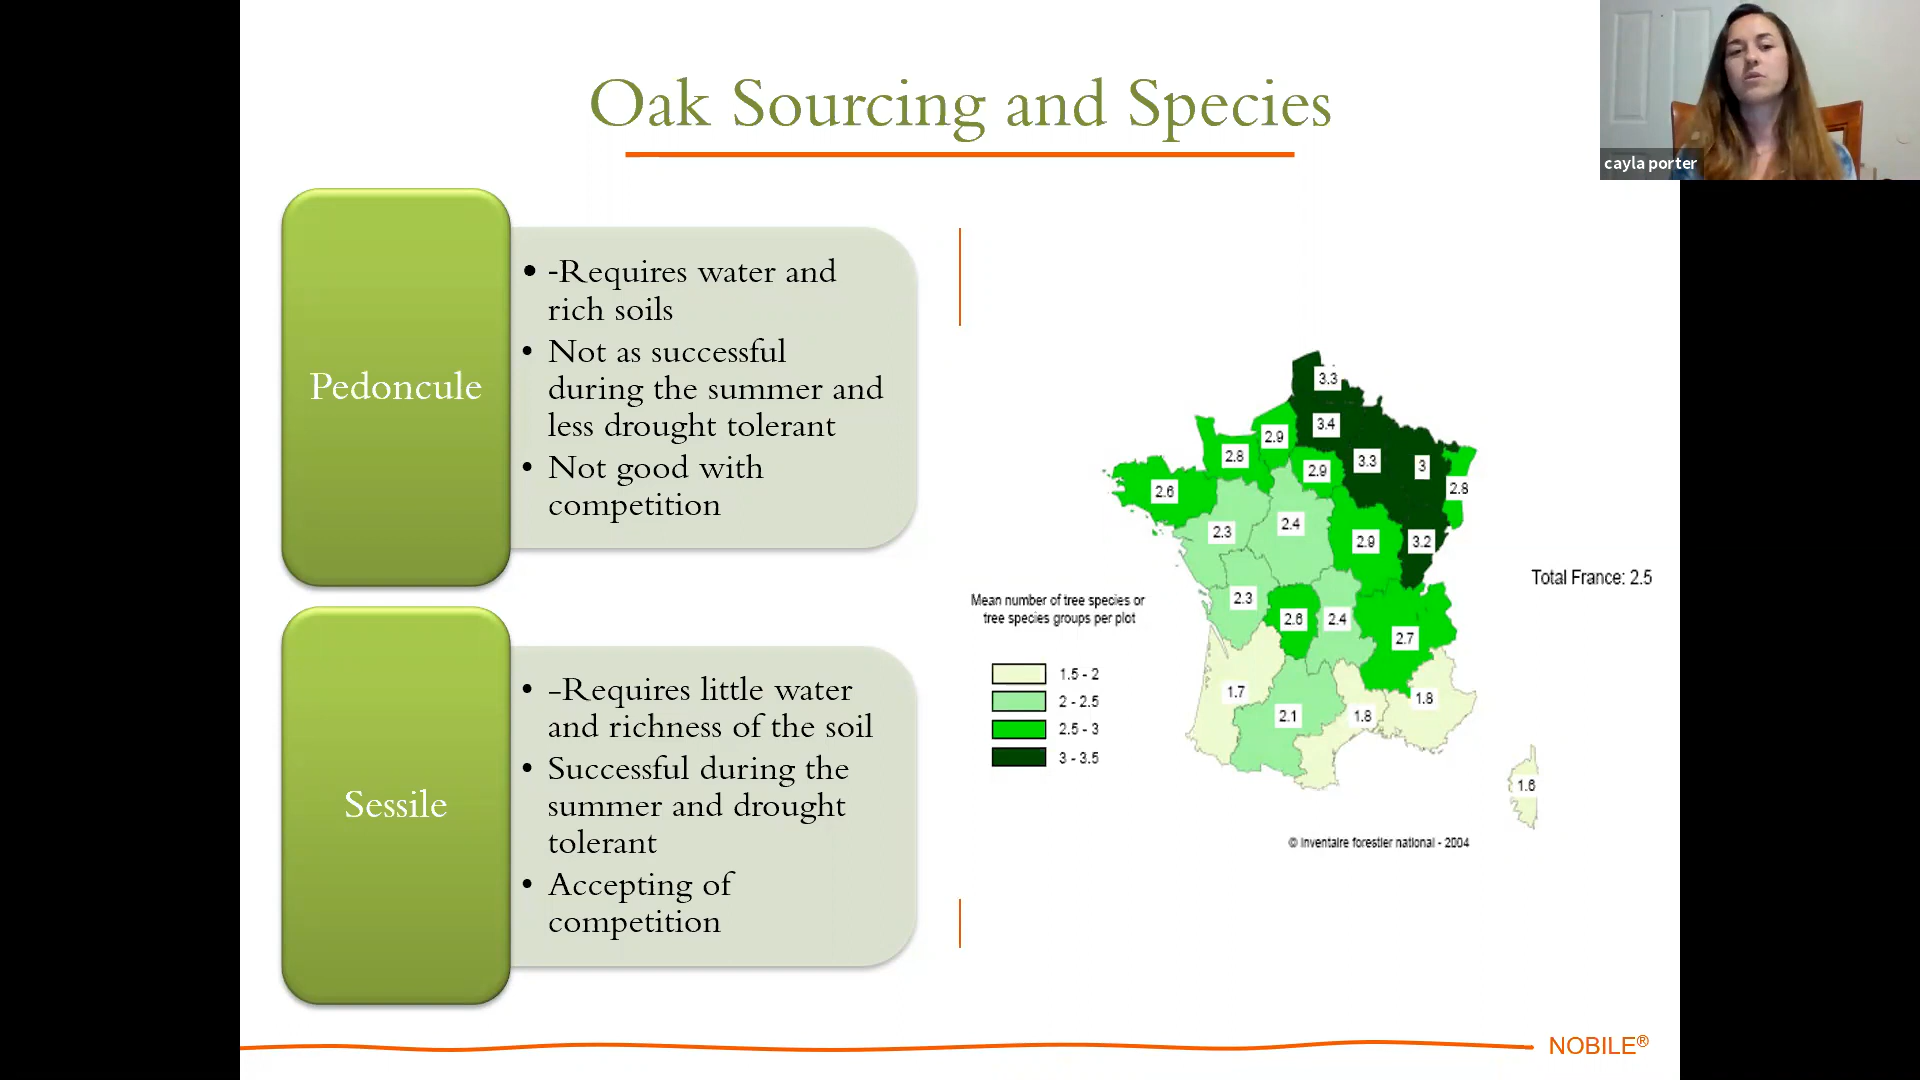 Oak Sourcing and Species
cayla porter
Pedoncule
• -Requires water and
rich soils
• Not as successful
during the summer and
less drought tolerant
• Not good with
competition
Sessile
• -Requires little water
and richness of the soil
• Successful during the
summer and drought
tolerant
• Accepting of
competition
3.3
3.4
2.9
2.8
2.9
3.3
3
2.8
2.6
2.3
2.4
2.9
3.2
Total France: 2.5
2.3
2.6
2.4
2.7
Mean number of tree species or
tree species groups per plot
1.5 - 2
2 - 2.5
2.5 - 3
3 - 3.5
1.7
2.1
1.8
1.8
1.6
© Inventaire forestier national - 2004
NOBILE®